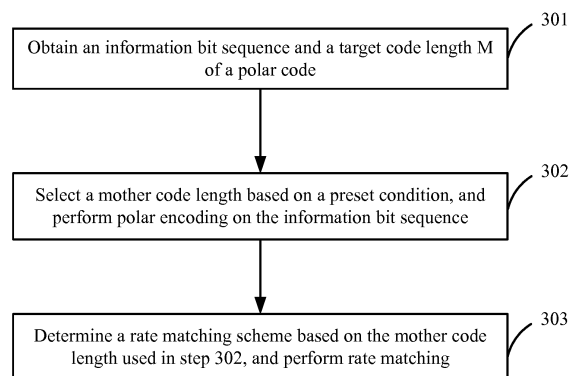 301
Obtain an information bit sequence and a target code length M
of a polar code
302
Select a mother code length based on a preset condition, and
perform polar encoding on the information bit sequence
303
Determine a rate matching scheme based on the mother code
length used in step 302, and perform rate matching